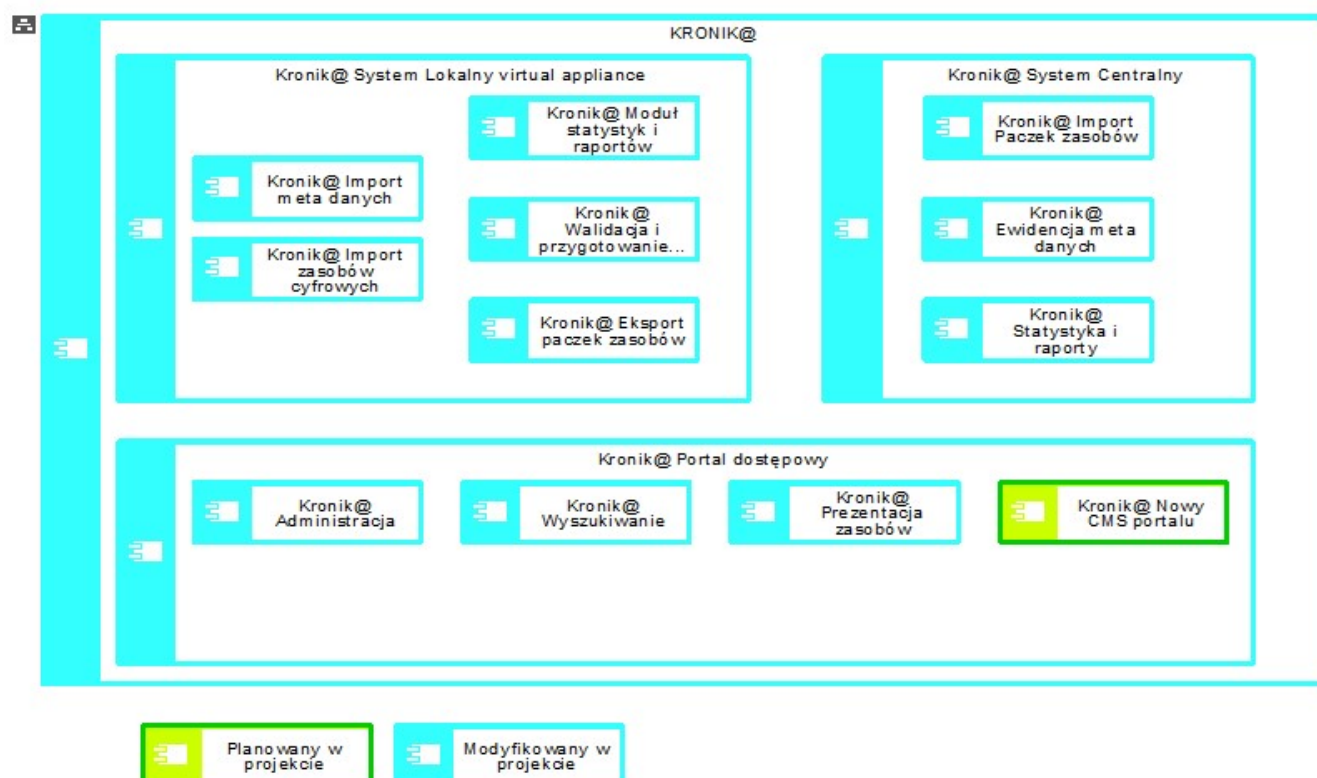 KRONIK@
Kronik@ System Lokalny virtual appliance
Kronik@ Moduł
statystyk i
raportów
Kronik@ Import
meta danych
Kronik@
Walidacja i
przygotowanie...
Kronik@ Import
zasobów
cyfrowych
Kronik@ Eksport
paczek zasobów
Kronik@ System Centralny
Kronik@ Import
Paczek zasobów
Kronik@
Ewidencja meta
danych
Kronik@
Statystyka i
raporty
Kronik@ Portal dostępowy
Kronik@
Administracja
Kronik@
Wyszukiwanie
Kronik@
Prezentacja
zasobów
Kronik@ Nowy
CMS portalu
Planowany w
projekcie
Modyfikowany w
projekcie